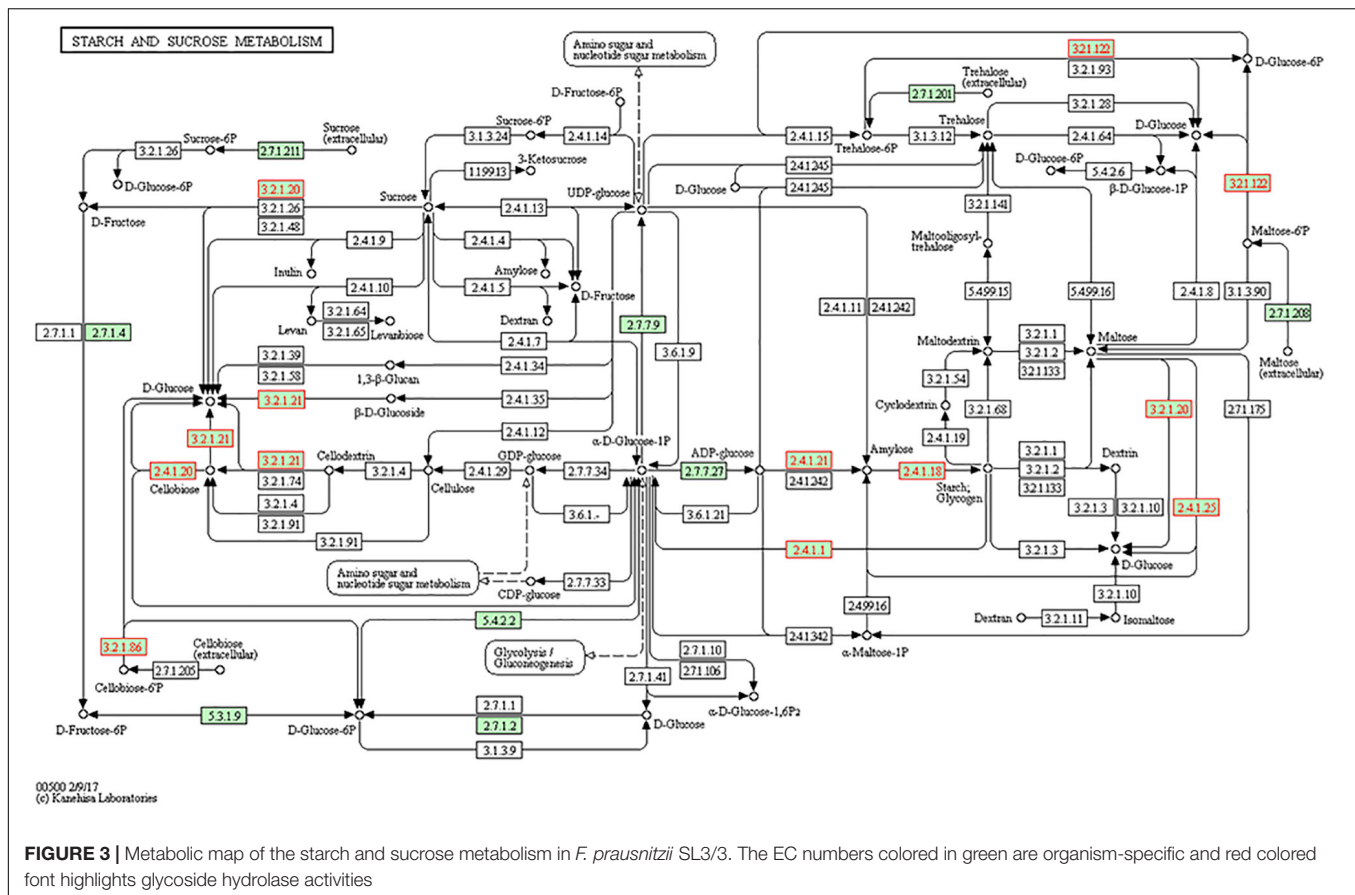 STARCH AND SUCROSE METABOLISM
Amino sugar and
nucleotide sugar metabolism
3.2.1.122
3.2.1.93
D-Glucose-6P
D-Fructose-6P
Trehalose
(extracellular)
2.7.1.201
3.2.1.28
Sucrose-6P
Sucrose
(extracellular)
3.1.3.24
Sucrose-6'P
2.4.1.14
2.4.1.15
Trehalose-6P
3.1.3.12
Trehalose
2.4.1.64
D-Glucose
3.2.1.26
2.7.1.211
D-Glucose-6P
3-Ketosucrose
1.1.99.13
UDP-glucose
D-Glucose
2.4.1.245
2.4.1.245
D-Glucose-6P
5.4.2.6
β-D-Glucose-1P
3.2.1.122
3.2.1.20
3.2.1.26
3.2.1.48
D-Fructose
Sucrose
2.4.1.13
3.2.1.141
2.4.1.9
2.4.1.4
Maltooligosyl-
trehalose
Maltose-6'P
Inulin
Amylose
2.4.1.10
2.4.1.5
D-Fructose
5.4.99.15
5.4.99.16
2.4.1.8
3.1.3.90
Levan
3.2.1.64
3.2.1.65
Levanbiose
Dextran
2.4.1.11
2.4.1.242
2.7.1.208
2.7.1.1
2.7.1.4
2.4.1.7
2.7.7.9
3.6.1.9
Maltodextrin
3.2.1.1
3.2.1.2
3.2.1.133
Maltose
Maltose
(extracellular)
3.2.1.39
3.2.1.58
1,3-β-Glucan
2.4.1.34
3.2.1.54
D-Glucose
3.2.1.21
β-D-Glucoside
2.4.1.35
Cyclodextrin
3.2.1.68
3.2.1.20
2.7.1.175
3.2.1.21
2.4.1.12
α-D-Glucose-1P
2.4.1.19
2.4.1.20
Cellobiose
3.2.1.21
3.2.1.74
3.2.1.4
3.2.1.91
Cellodextrin
3.2.1.4
Cellulose
2.4.1.29
GDP-glucose
2.7.7.34
2.7.7.27
ADP-glucose
2.4.1.21
2.4.1.242
Amylose
2.4.1.18
Starch;
Glycogen
3.2.1.1
3.2.1.2
3.2.1.133
Dextrin
3.6.1.-
3.6.1.21
3.2.1.3
3.2.1.10
2.4.1.25
3.2.1.91
2.4.1.1
3.2.1.3
D-Glucose
Amino sugar and
nucleotide sugar metabolism
CDP-glucose
2.7.7.33
3.2.1.10
5.4.2.2
2.4.99.16
Dextran
3.2.1.11
Isomaltose
3.2.1.86
Cellobiose
(extracellular)
2.7.1.205
Cellobiose-6'P
Glycolysis /
Gluconeogenesis
2.4.1.342
α-Maltose-1P
2.7.1.10
2.7.1.106
2.7.1.41
α-D-Glucose-1,6P2
D-Fructose-6P
5.3.1.9
D-Glucose-6P
2.7.1.1
2.7.1.2
3.1.3.9
D-Glucose
00500 2/9/17
(c) Kanehisa Laboratories
FIGURE 3 | Metabolic map of the starch and sucrose metabolism in F. prausnitzii SL3/3. The EC numbers colored in green are organism-specific and red colored
font highlights glycoside hydrolase activities